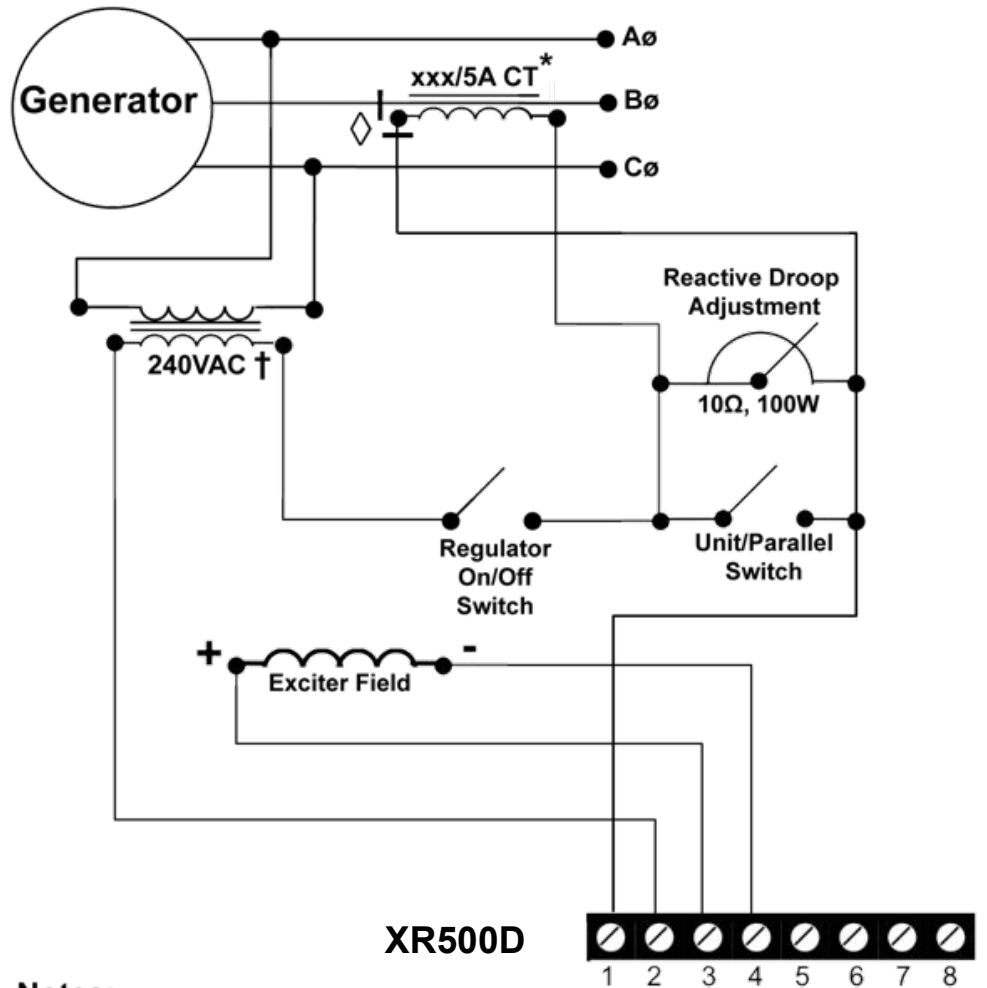 Generator
Aø
xxx/5A CT*
Bø
Cø
Reactive Droop
Adjustment
10Ω, 100W
240VAC †
Regulator
On/Off
Switch
Unit/Parallel
Switch
+
-
Exciter Field
XR500D
1 2 3 4 5 6 7 8